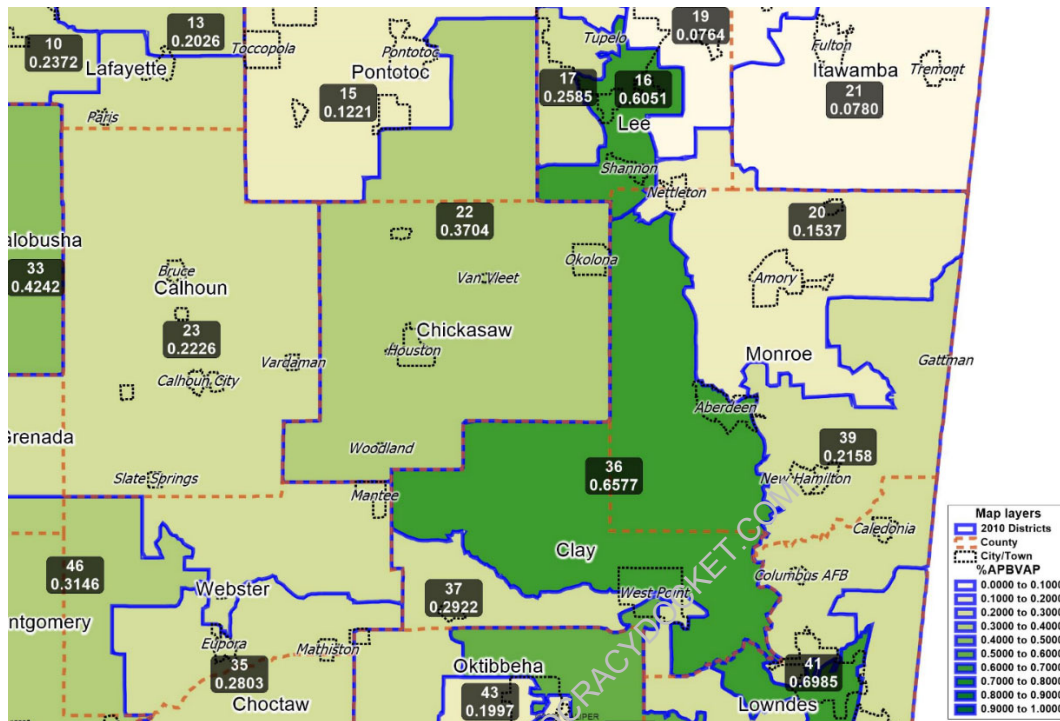 13
0.2026
10
0.2372
Lafayette
Toccopola
Pontotoc
Pontotoc
15
0.1221
Tupelo
17
0.2585
16
0.6051
Lee
19
0.0764
Fulton
Itawamba
Tremont
21
0.0780
Paris
Shannon
Nettleton
22
0.3704
20
0.1537
alobusha
33
0.4242
Bruce
Calhoun
Van Vleet
Okolona
Amory
23
0.2226
Chickasaw
Houston
Vardaman
Calhoun City
Monroe
Gattman
Aberdeen
Grenada
Woodland
39
0.2158
36
0.6577
Slate Springs
Mantee
New Hamilton
Caledonia
Clay
46
0.3146
Webster
37
0.2922
West Point
Columbus AFB
ntgomery
Eupora
35
0.2803
Mathiston
Choctaw
Oktibbeha
43
0.1997
41
0.6985
Lowndes
OCRACYDOCKET.COM
Map layers
2010 Districts
County
City/Town
%APBVAP
0.0000 to 0.1000
0.1000 to 0.2000
0.2000 to 0.3000
0.3000 to 0.4000
0.4000 to 0.5000
0.5000 to 0.6000
0.6000 to 0.7000
0.7000 to 0.8000
0.8000 to 0.9000
0.9000 to 1.0000